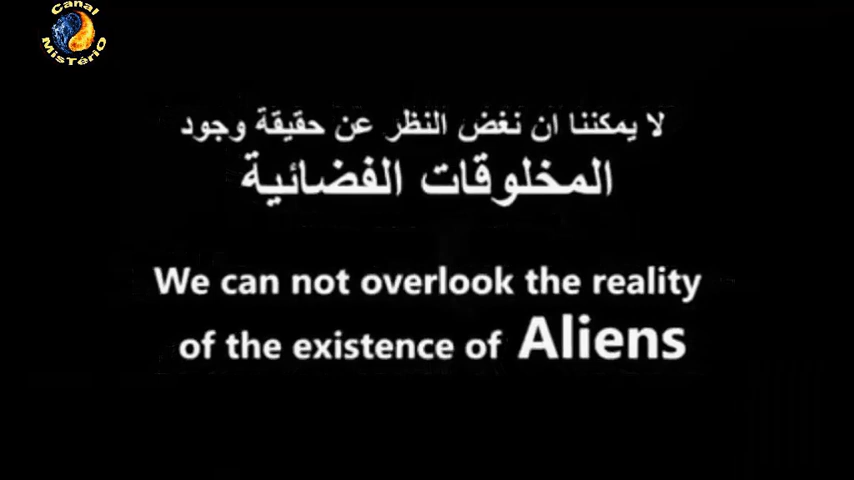 Canal
MisTériO
لا يمكننا ان نغض النظر عن حقيقة وجود
المخلوقات الفضائية
We can not overlook the reality
of the existence of Aliens